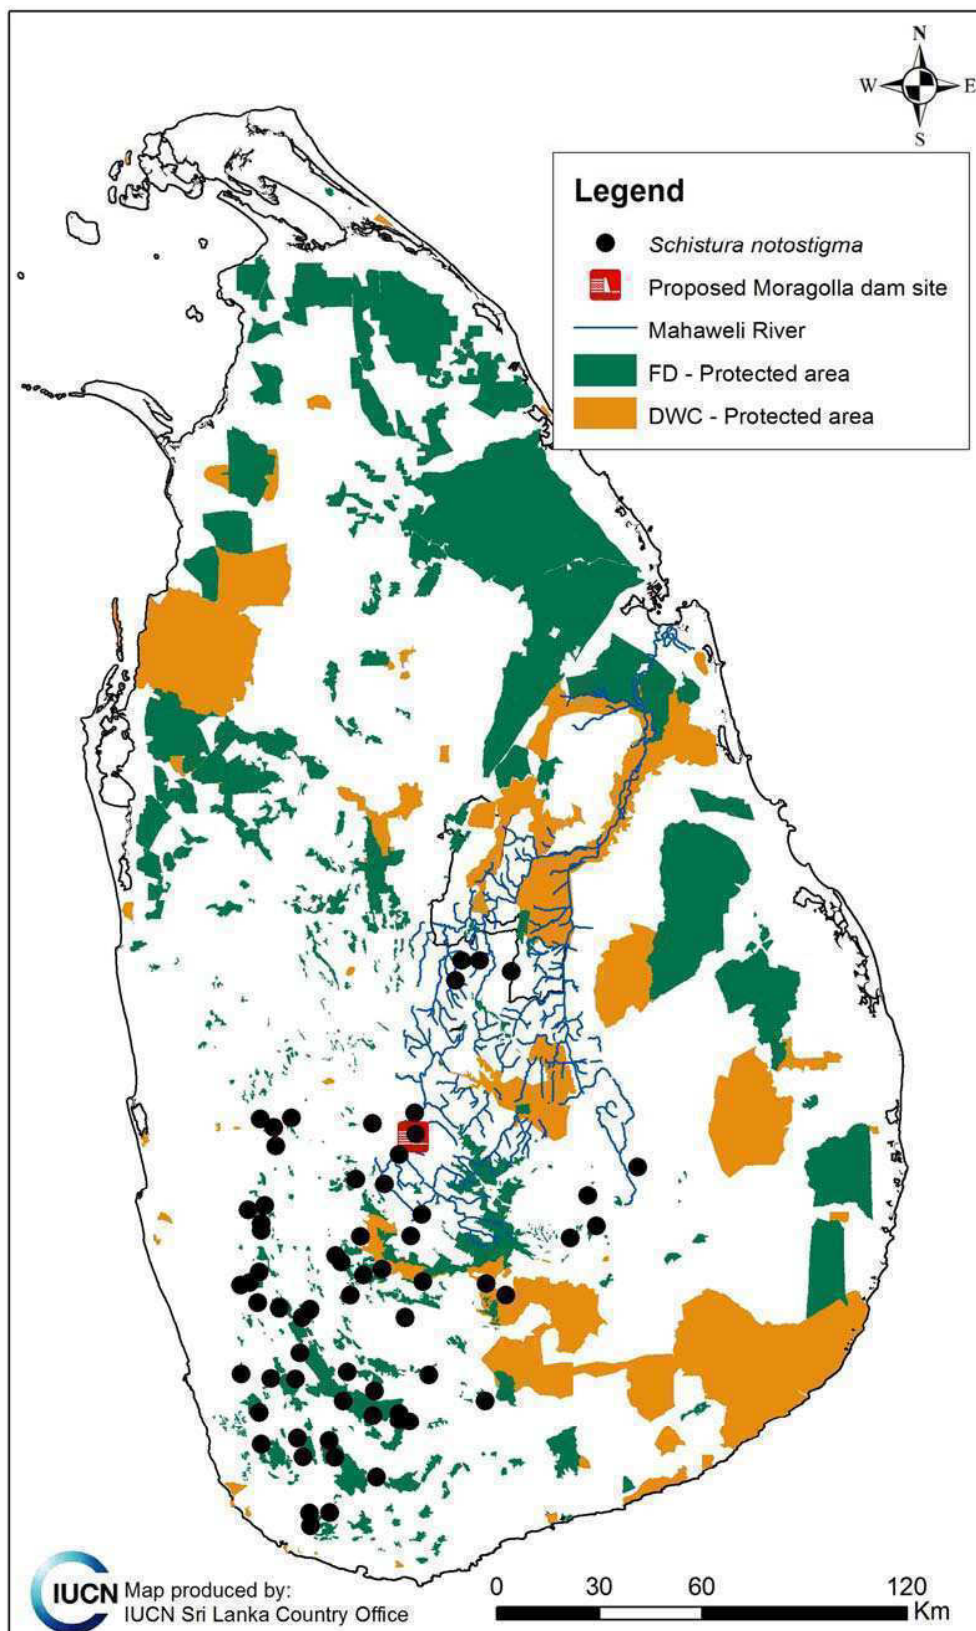 N
W E
S
Legend
Schistura notostigma
Proposed Moragolla dam site
Mahaweli River
FD - Protected area
DWC - Protected area
IUCN
Map produced by:
IUCN Sri Lanka Country Office
0 30 60 120
Km